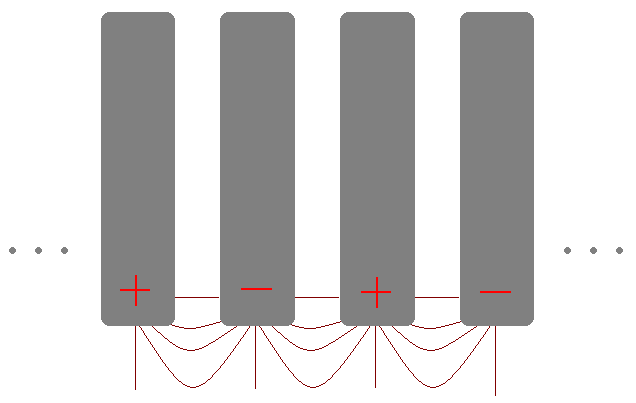 + − + −